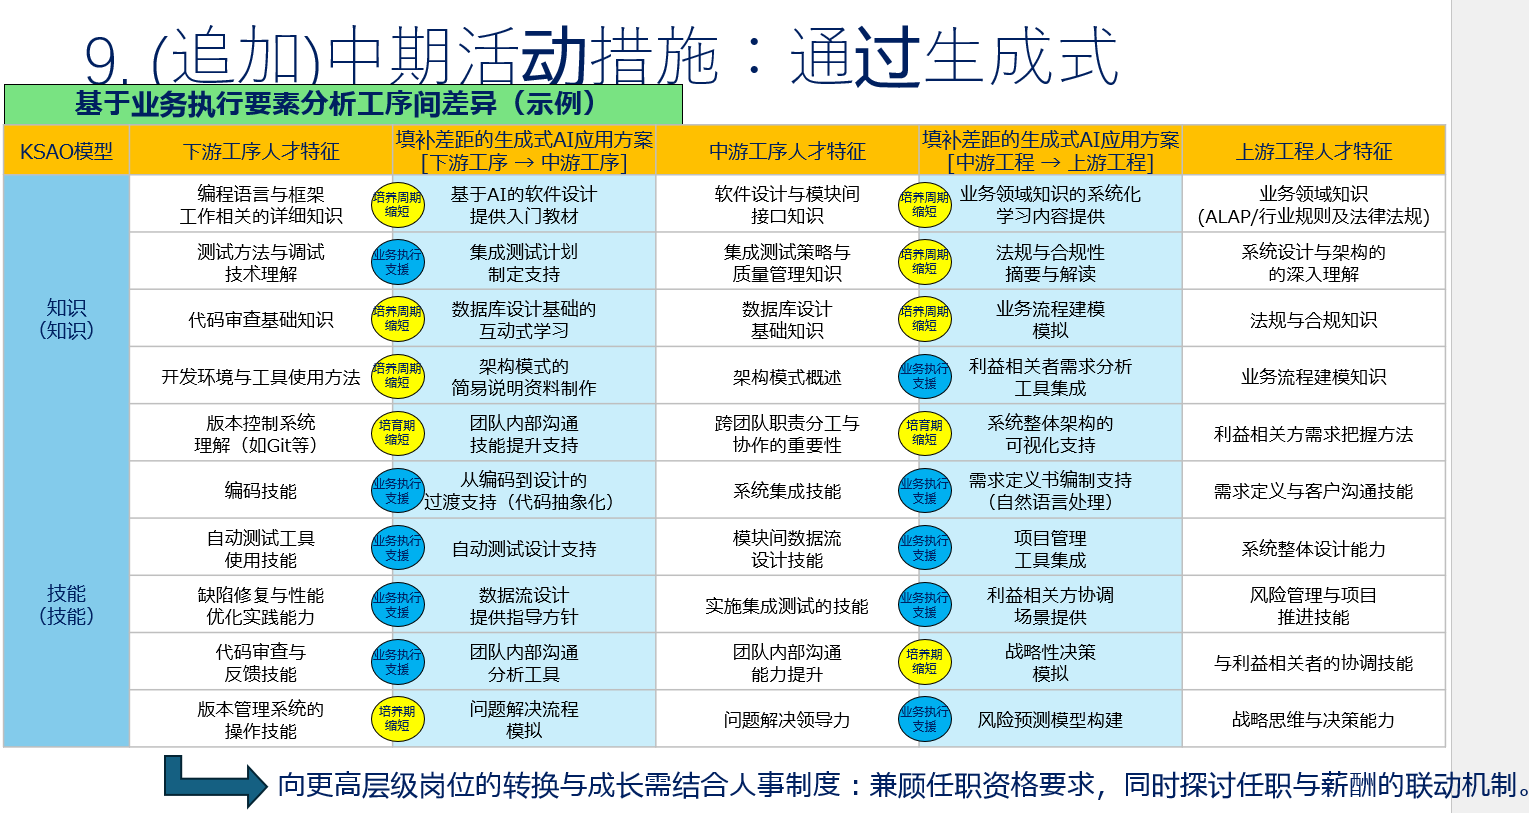 9. (追加)中期活动措施：通过生成式
基于业务执行要素分析工序间差异（示例）
KSAO模型
下游工序人才特征
填补差距的生成式AI应用方案
[下游工序 → 中游工序]
中游工序人才特征
填补差距的生成式AI应用方案
[中游工程 → 上游工程]
上游工程人才特征
知识
（知识）
编程语言与框架
工作相关的详细知识
培养周期
缩短
基于AI的软件设计
提供入门教材
软件设计与模块间
接口知识
培养周期
缩短
业务领域知识的系统化
学习内容提供
业务领域知识
(ALAP/行业规则及法律法规)
测试方法与调试
技术理解
业务执行
支援
集成测试计划
制定支持
集成测试策略与
质量管理知识
培养周期
缩短
法规与合规性
摘要与解读
系统设计与架构的
的深入理解
代码审查基础知识
培养周期
缩短
数据库设计基础的
互动式学习
数据库设计
基础知识
培养周期
缩短
业务流程建模
模拟
法规与合规知识
开发环境与工具使用方法
培养周期
缩短
架构模式的
简易说明资料制作
架构模式概述
业务执行
支援
利益相关者需求分析
工具集成
业务流程建模知识
版本控制系统
理解（如Git等）
培育期
缩短
团队内部沟通
技能提升支持
跨团队职责分工与
协作的重要性
培育期
缩短
系统整体架构的
可视化支持
利益相关方需求把握方法
技能
（技能）
编码技能
业务执行
支援
从编码到设计的
过渡支持（代码抽象化）
系统集成技能
业务执行
支援
需求定义书编制支持
（自然语言处理）
需求定义与客户沟通技能
自动测试工具
使用技能
业务执行
支援
自动测试设计支持
模块间数据流
设计技能
业务执行
支援
项目管理
工具集成
系统整体设计能力
缺陷修复与性能
优化实践能力
业务执行
支援
数据流设计
提供指导方针
实施集成测试的技能
业务执行
支援
利益相关方协调
场景提供
风险管理与项目
推进技能
代码审查与
反馈技能
业务执行
支援
团队内部沟通
分析工具
团队内部沟通
能力提升
培养期
缩短
战略性决策
模拟
与利益相关者的协调技能
版本管理系统的
操作技能
培养期
缩短
问题解决流程
模拟
问题解决领导力
业务执行
支援
风险预测模型构建
战略思维与决策能力
向更高层级岗位的转换与成长需结合人事制度：兼顾任职资格要求，同时探讨任职与薪酬的联动机制。